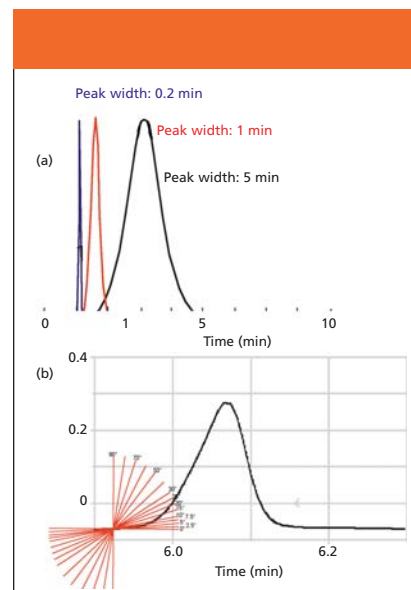 Peak width: 0.2 min
(a)
Peak width: 1 min
Peak width: 5 min
0 1 5 10
Time (min)
(b)
0.4
0.2
0
90°
6.0 6.2
Time (min)